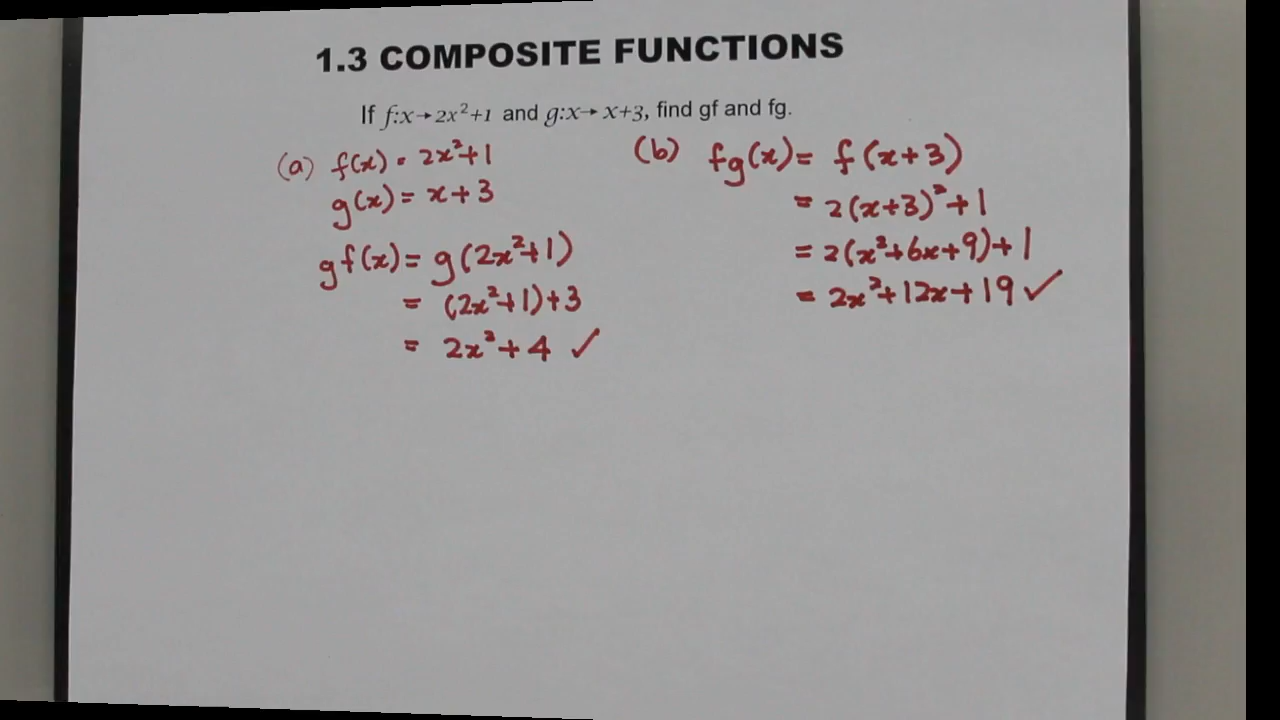 1.3 COMPOSITE FUNCTIONS
If f:x→2x²+1 and g:x→x+3, find gf and fg.
(a) f(x) = 2x²+1
g(x) = x+3
gf(x) = g(2x²+1)
= (2x²+1)+3
= 2x²+4 ✓
(b) fg(x) = f(x+3)
= 2(x+3)²+1
= 2(x²+6x+9)+1
= 2x²+12x+19 ✓